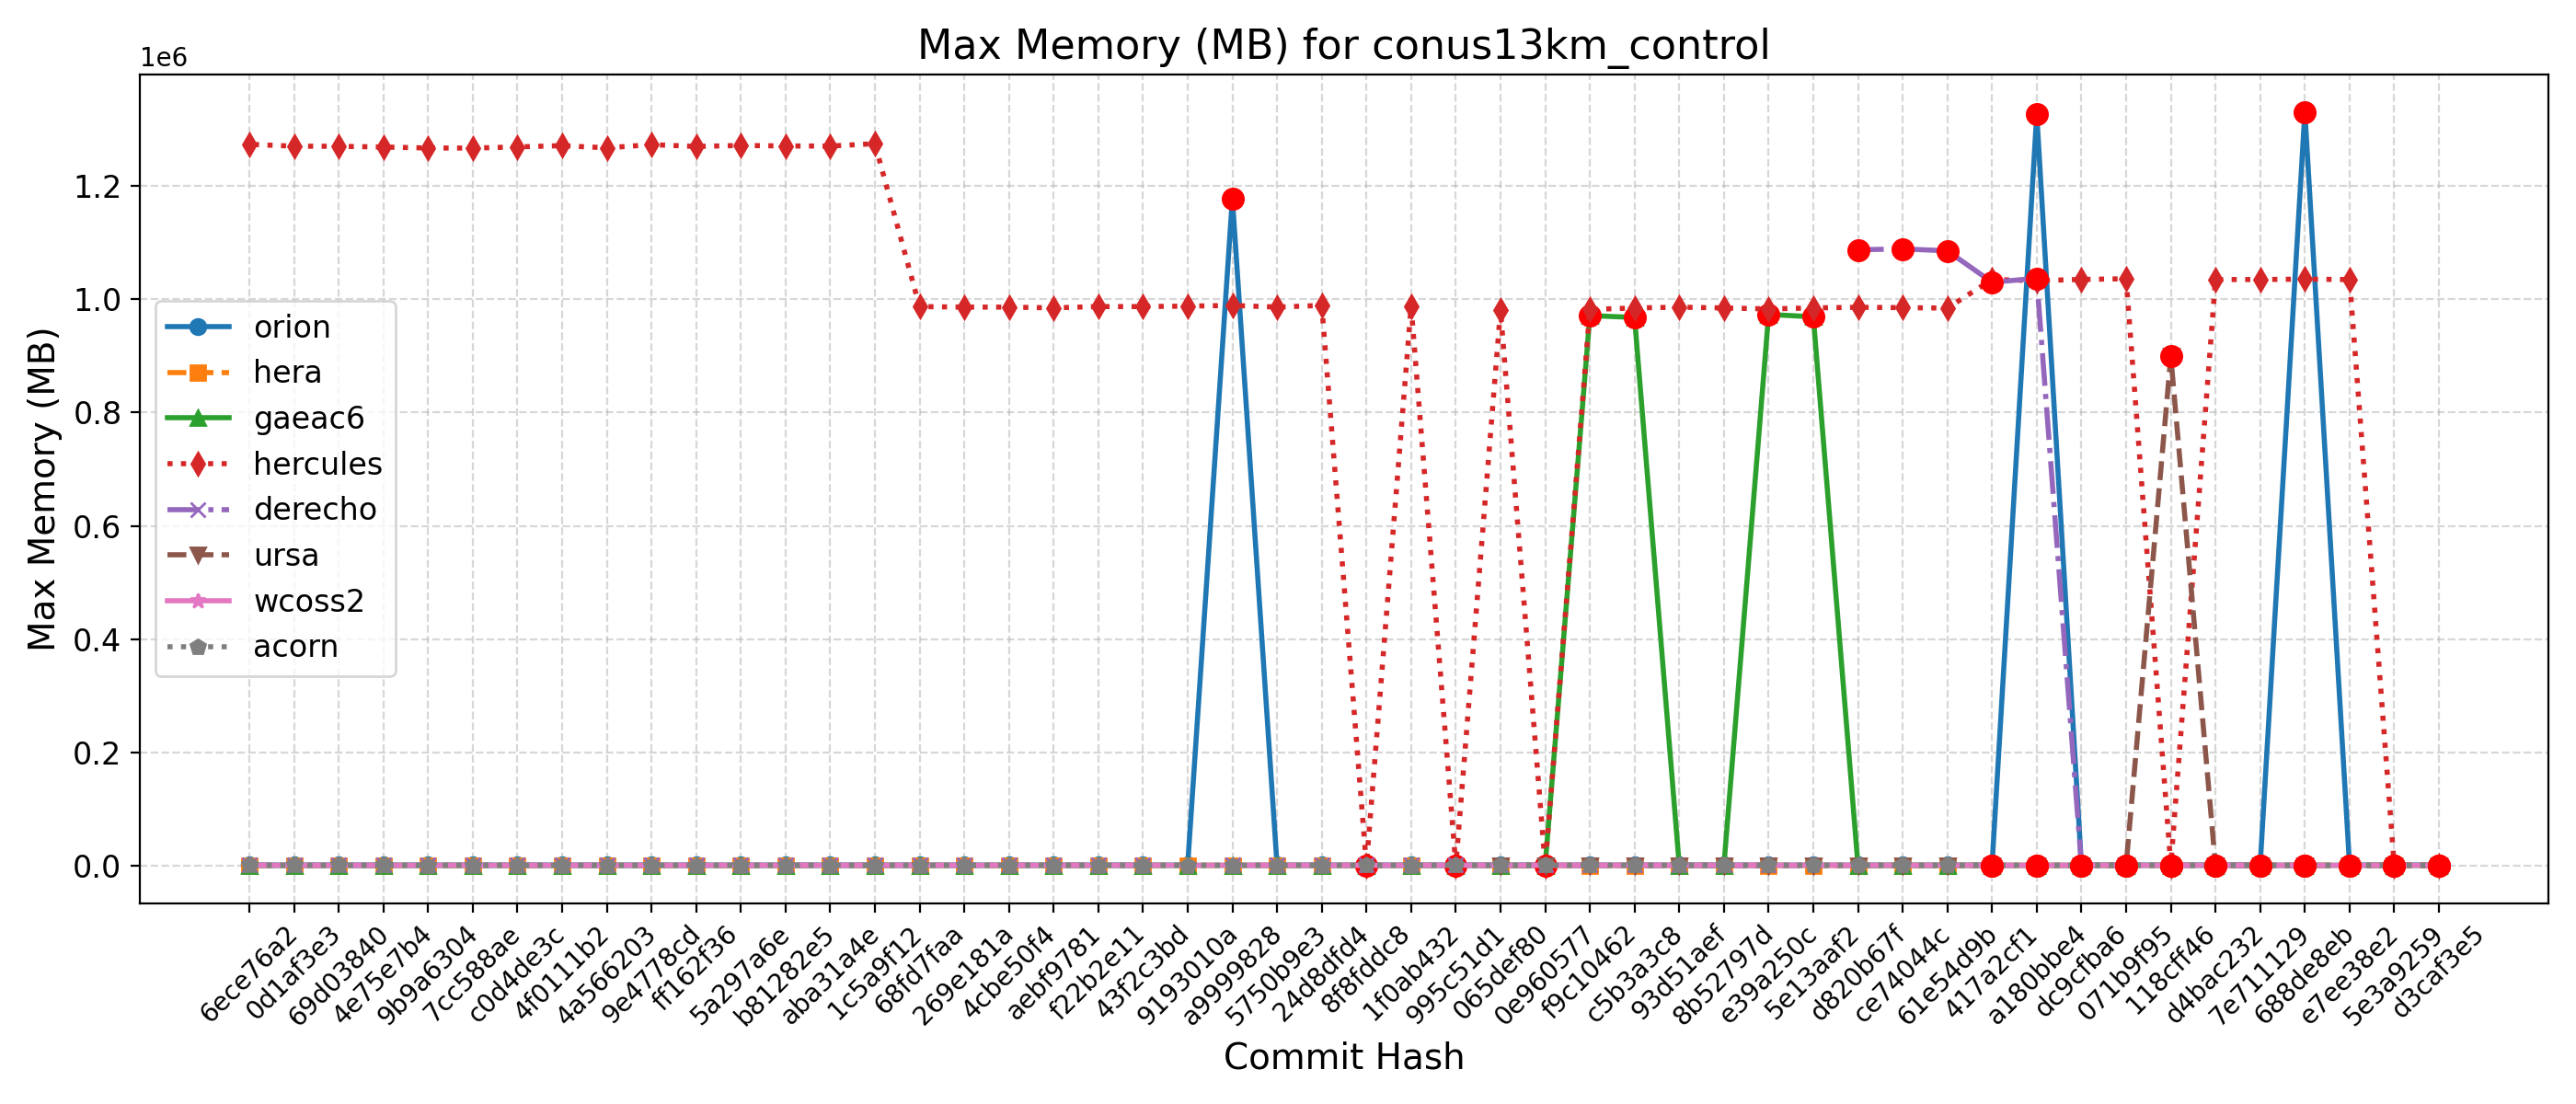 Max Memory (MB) for conus13km_control
1e6
Max Memory (MB)
1.2
1.0
0.8
0.6
0.4
0.2
0.0
orion
hera
gaeac6
hercules
derecho
ursa
wcoss2
acorn
6ece76a2
0d1af3e3
69d03840
4e75e7b4
9b9a6304
7cc588ae
c0d4de3c
4f0111b2
4a566203
9e4778cd
ff162f36
5a297a6e
b81282e5
aba31a4e
1c5a9f12
68fd7faa
269e181a
4cbe50f4
aebf9781
f22b2e11
43f2c3bd
9193010a
a9999828
5750b9e3
24d8dfd4
8f8fddc8
1f0ab432
995c51d1
065def80
0e960577
f9c10462
c5b3a3c8
93d51aef
8b52797d
e39a250c
5e13aaf2
d820b67f
ce74044c
61e54d9b
417a2cf1
a180bbe4
dc9cfba6
071b9f95
118cff46
d4bac232
7e711129
688de8eb
e7ee38e2
5e3a9259
d3caf3e5
Commit Hash